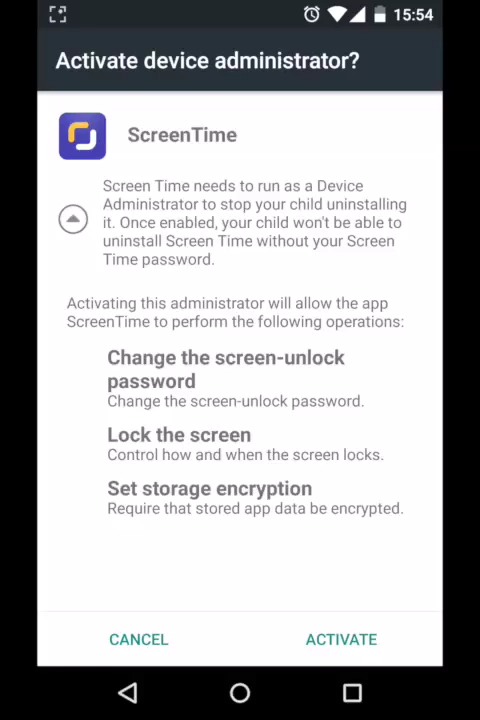 15:54
Activate device administrator?
ScreenTime
Screen Time needs to run as a Device
Administrator to stop your child uninstalling
it. Once enabled, your child won't be able to
uninstall Screen Time without your Screen
Time password.
Activating this administrator will allow the app
ScreenTime to perform the following operations:
Change the screen-unlock
password
Change the screen-unlock password.
Lock the screen
Control how and when the screen locks.
Set storage encryption
Require that stored app data be encrypted.
CANCEL ACTIVATE